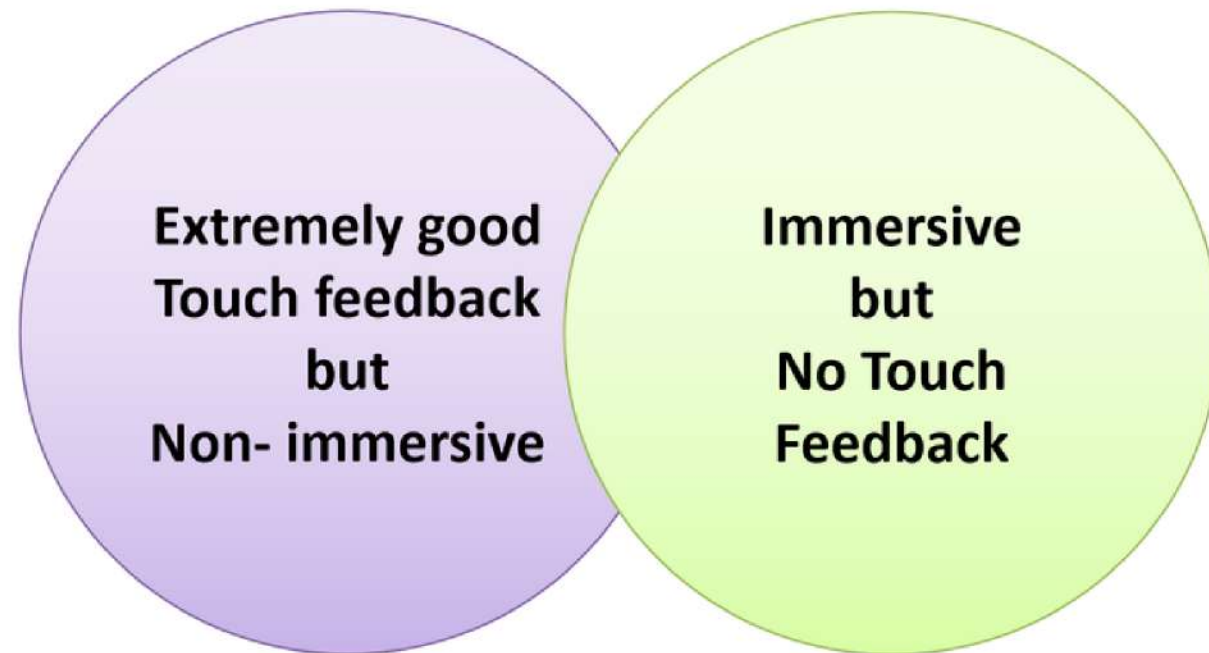 Extremely good
Touch feedback
but
Non- immersive
Immersive
but
No Touch
Feedback